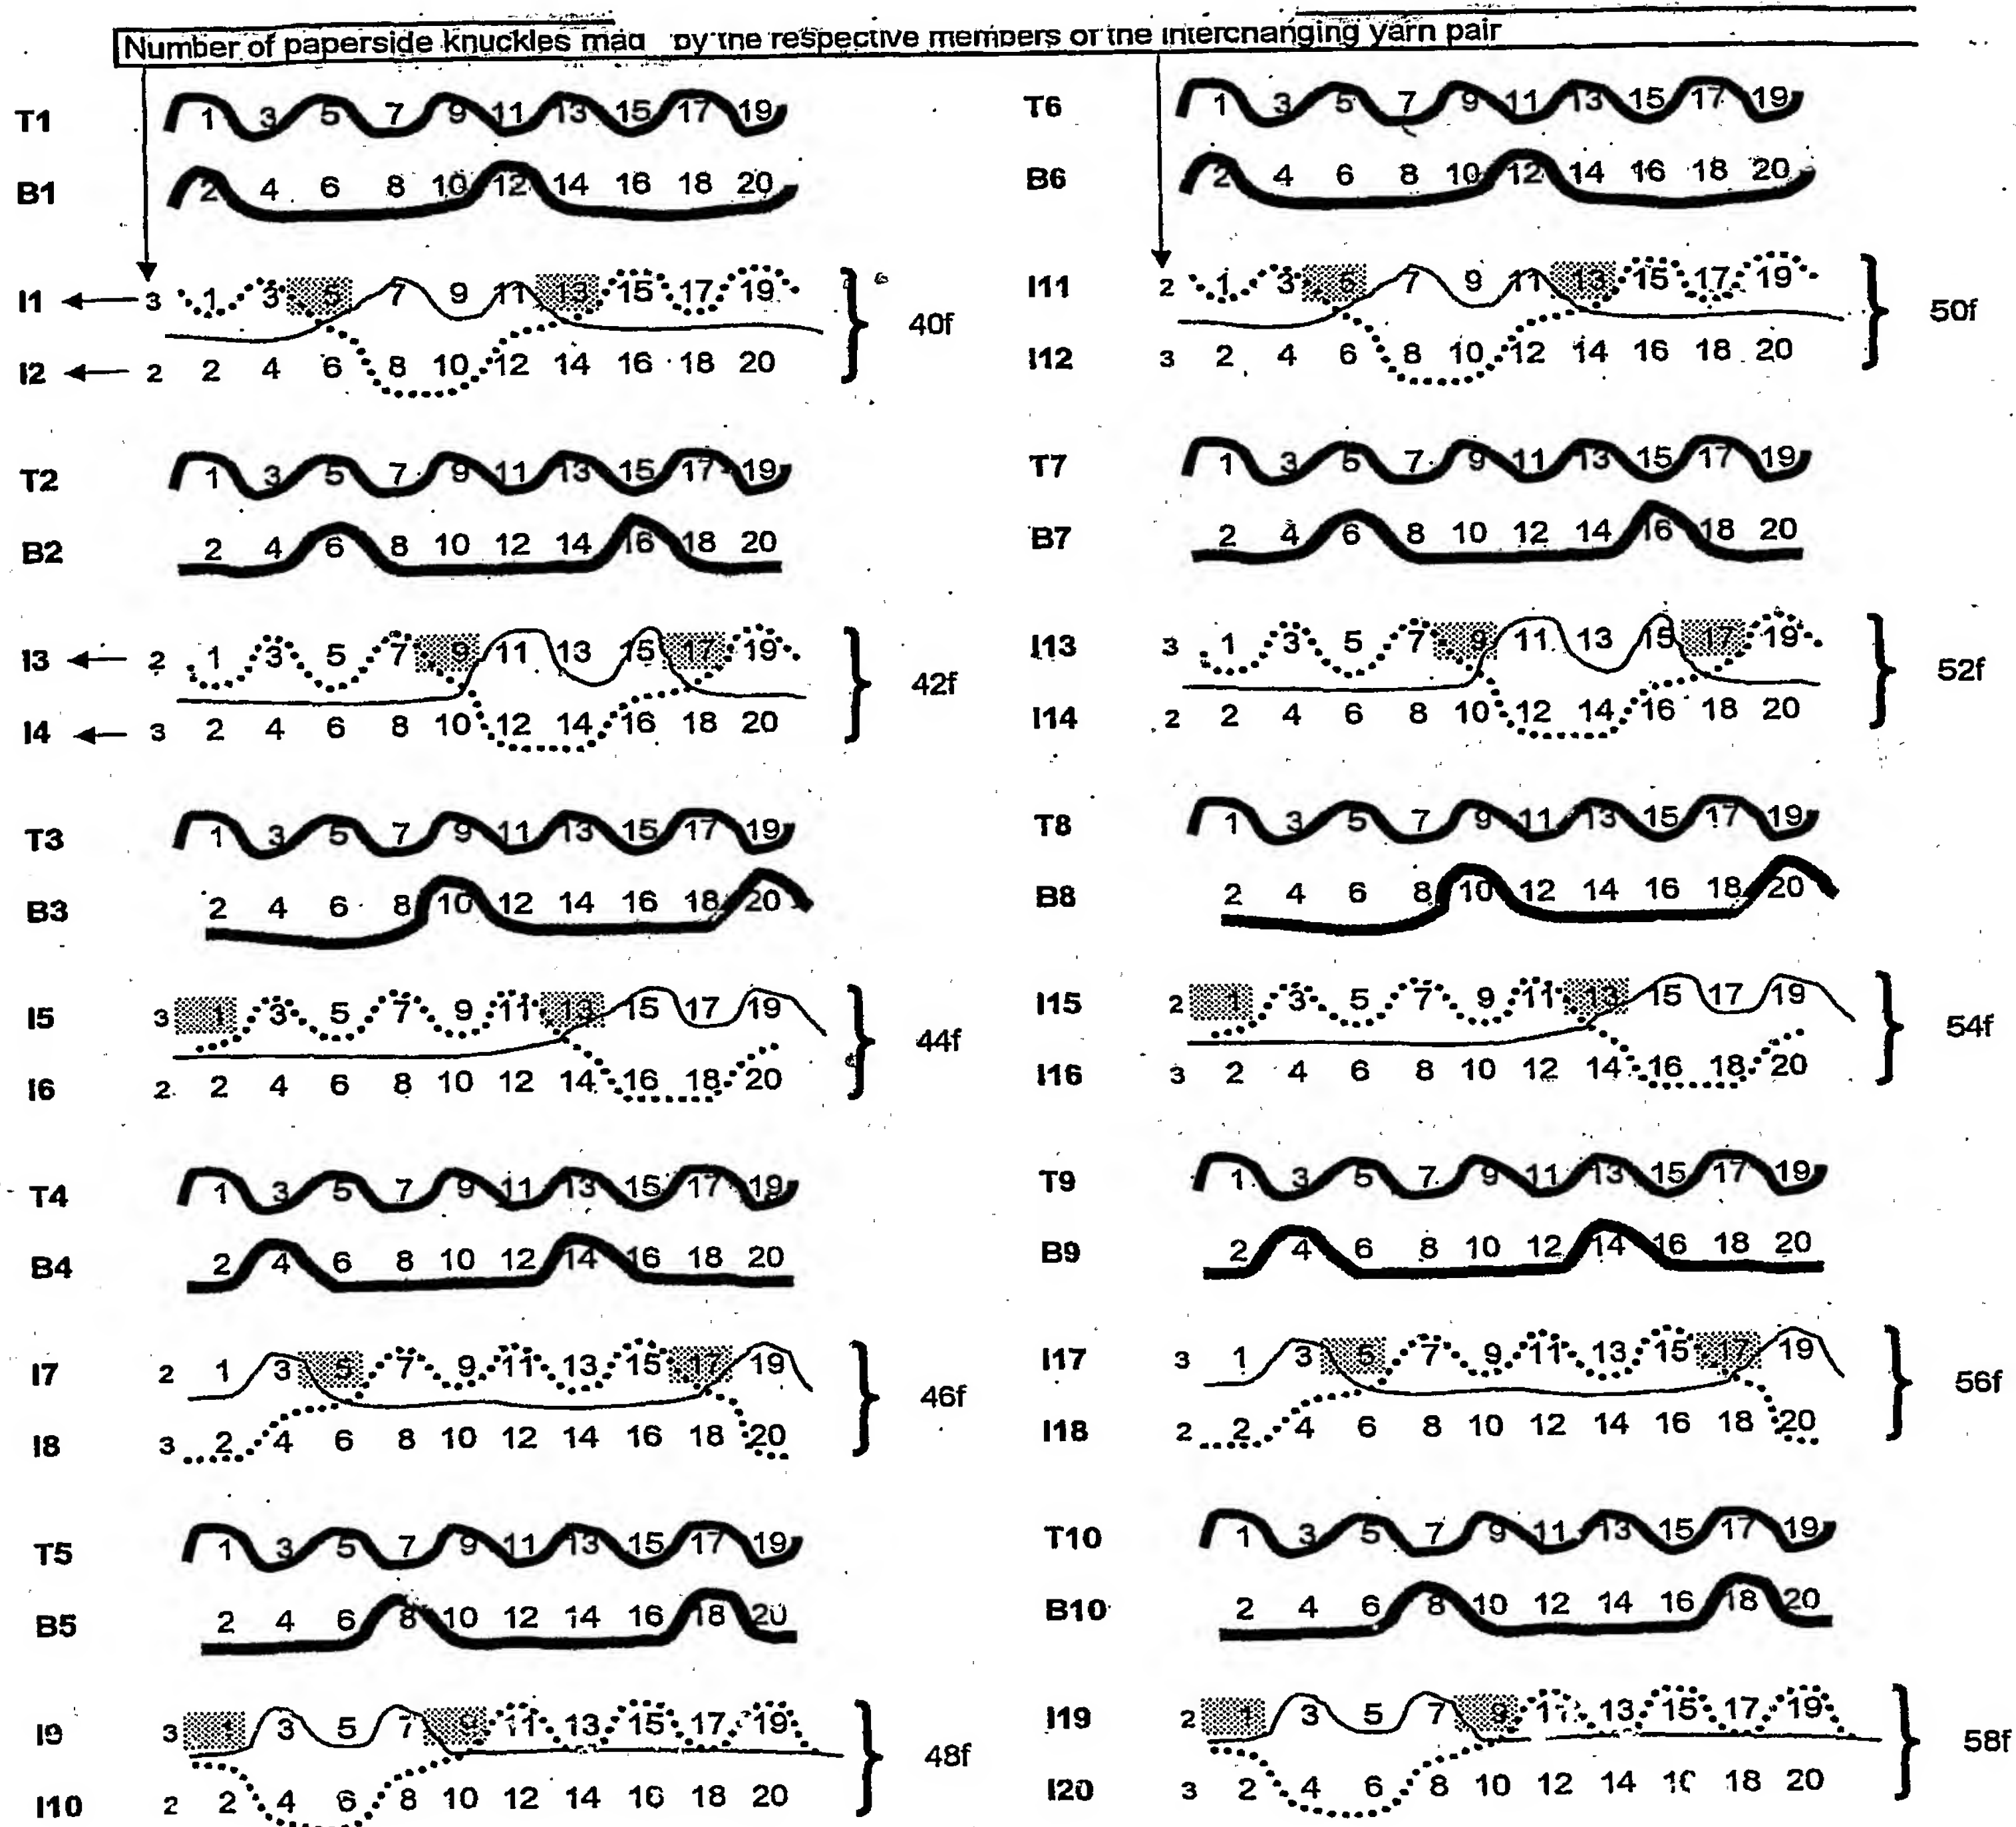 Number of paperside knuckles mad by the respective members of the interchanging yarn pair
T1 1 3 5 7 9 11 13 15 17 19
B1 2 4 6 8 10 12 14 16 18 20
I1 3 1 3 5 7 9 11 13 15 17 19
40f
I2 2 2 4 6 8 10 12 14 16 18 20
T2 1 3 5 7 9 11 13 15 17 19
B2 2 4 6 8 10 12 14 16 18 20
I3 2 1 3 5 7 9 11 13 15 17 19
42f
I4 3 2 4 6 8 10 12 14 16 18 20
T3 1 3 5 7 9 11 13 15 17 19
B3 2 4 6 8 10 12 14 16 18 20
I5 3 1 3 5 7 9 11 13 15 17 19
44f
I6 2 2 4 6 8 10 12 14 16 18 20
T4 1 3 5 7 9 11 13 15 17 19
B4 2 4 6 8 10 12 14 16 18 20
I7 2 1 3 5 7 9 11 13 15 17 19
46f
I8 3 2 4 6 8 10 12 14 16 18 20
T5 1 3 5 7 9 11 13 15 17 19
B5 2 4 6 8 10 12 14 16 18 20
I9 3 1 3 5 7 9 11 13 15 17 19
48f
I10 2 2 4 6 8 10 12 14 16 18 20
T6 1 3 5 7 9 11 13 15 17 19
B6 2 4 6 8 10 12 14 16 18 20
I11 2 1 3 5 7 9 11 13 15 17 19
50f
I12 3 2 4 6 8 10 12 14 16 18 20
T7 1 3 5 7 9 11 13 15 17 19
B7 2 4 6 8 10 12 14 16 18 20
I13 3 1 3 5 7 9 11 13 15 17 19
52f
I14 2 2 4 6 8 10 12 14 16 18 20
T8 1 3 5 7 9 11 13 15 17 19
B8 2 4 6 8 10 12 14 16 18 20
I15 2 1 3 5 7 9 11 13 15 17 19
54f
I16 3 2 4 6 8 10 12 14 16 18 20
T9 1 3 5 7 9 11 13 15 17 19
B9 2 4 6 8 10 12 14 16 18 20
I17 3 1 3 5 7 9 11 13 15 17 19
56f
I18 2 2 4 6 8 10 12 14 16 18 20
T10 1 3 5 7 9 11 13 15 17 19
B10 2 4 6 8 10 12 14 16 18 20
I19 2 1 3 5 7 9 11 13 15 17 19
58f
I20 3 2 4 6 8 10 12 14 16 18 20